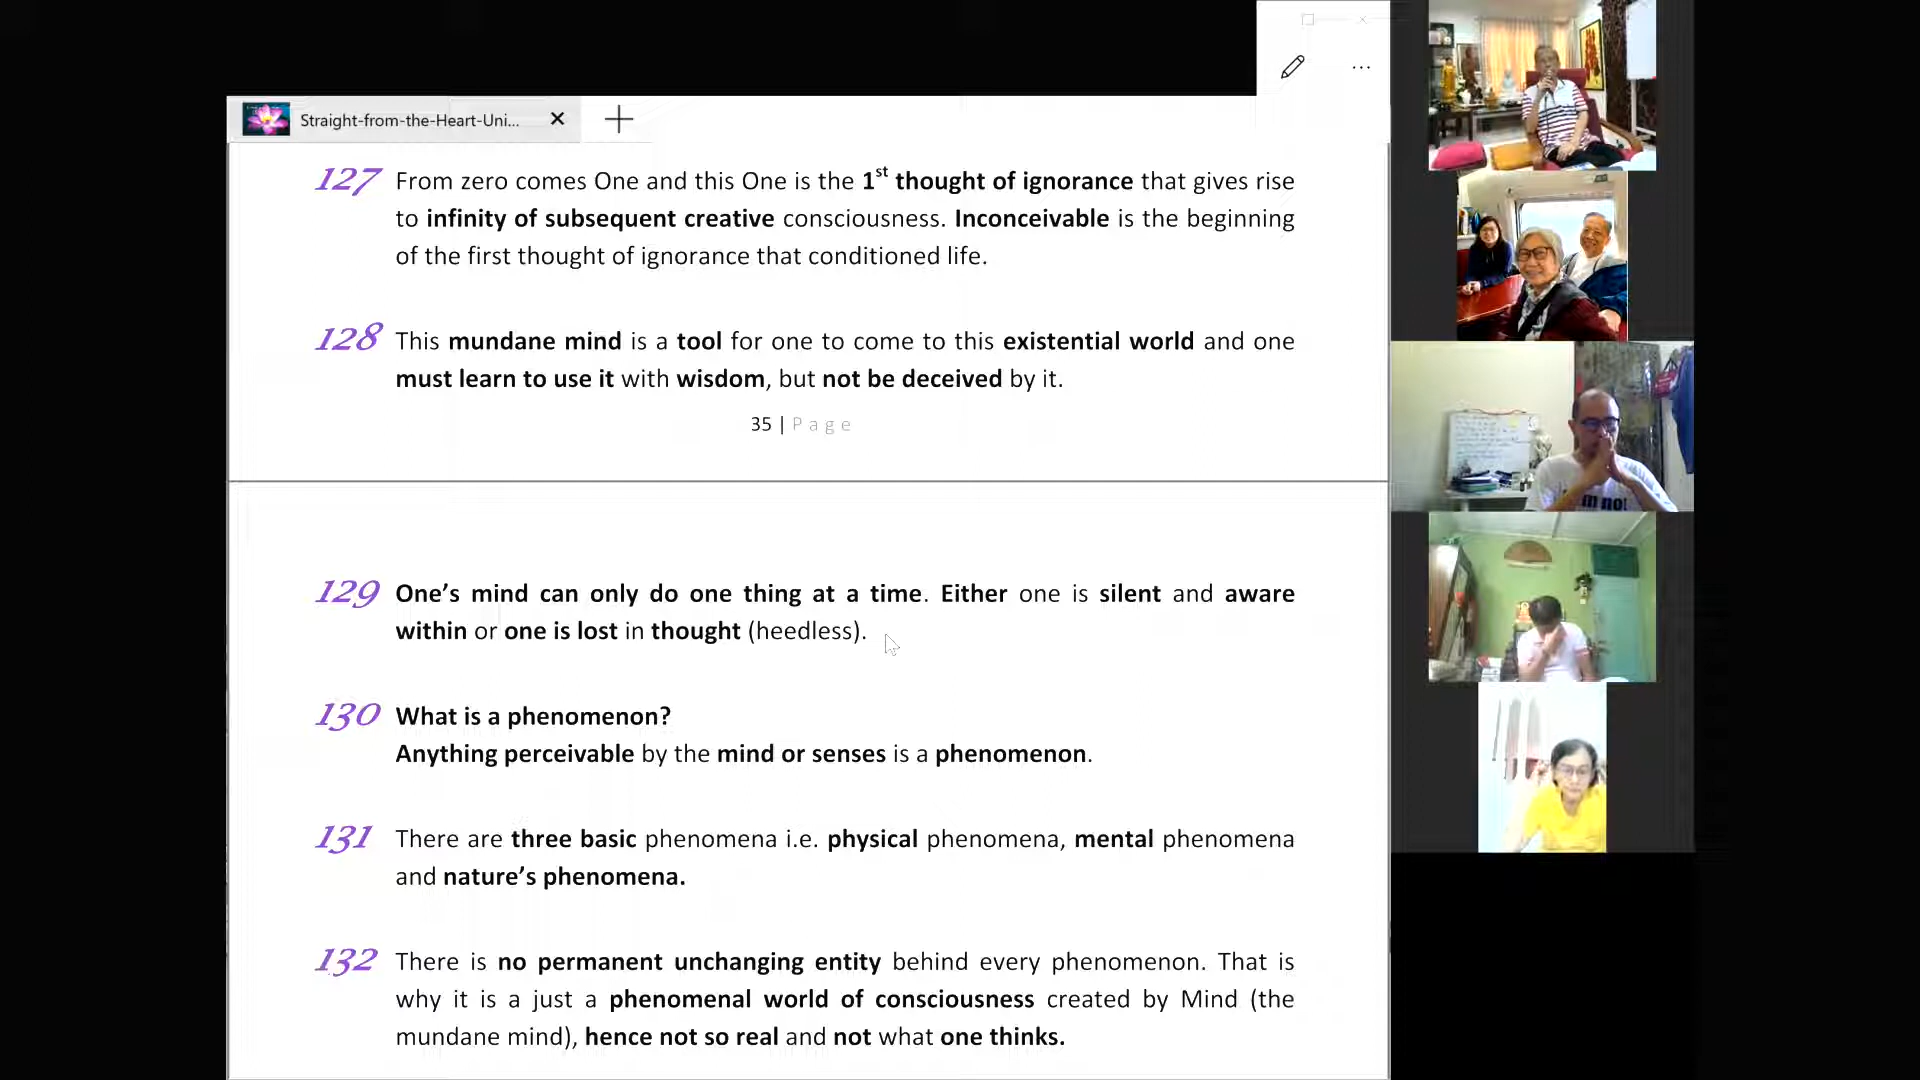 Straight-from-the-Heart-Uni...
127 From zero comes One and this One is the 1st thought of ignorance that gives rise
to infinity of subsequent creative consciousness. Inconceivable is the beginning
of the first thought of ignorance that conditioned life.
128 This mundane mind is a tool for one to come to this existential world and one
must learn to use it with wisdom, but not be deceived by it.
35 | Page
129 One’s mind can only do one thing at a time. Either one is silent and aware
within or one is lost in thought (heedless).
130 What is a phenomenon?
Anything perceivable by the mind or senses is a phenomenon.
131 There are three basic phenomena i.e. physical phenomena, mental phenomena
and nature’s phenomena.
132 There is no permanent unchanging entity behind every phenomenon. That is
why it is a just a phenomenal world of consciousness created by Mind (the
mundane mind), hence not so real and not what one thinks.